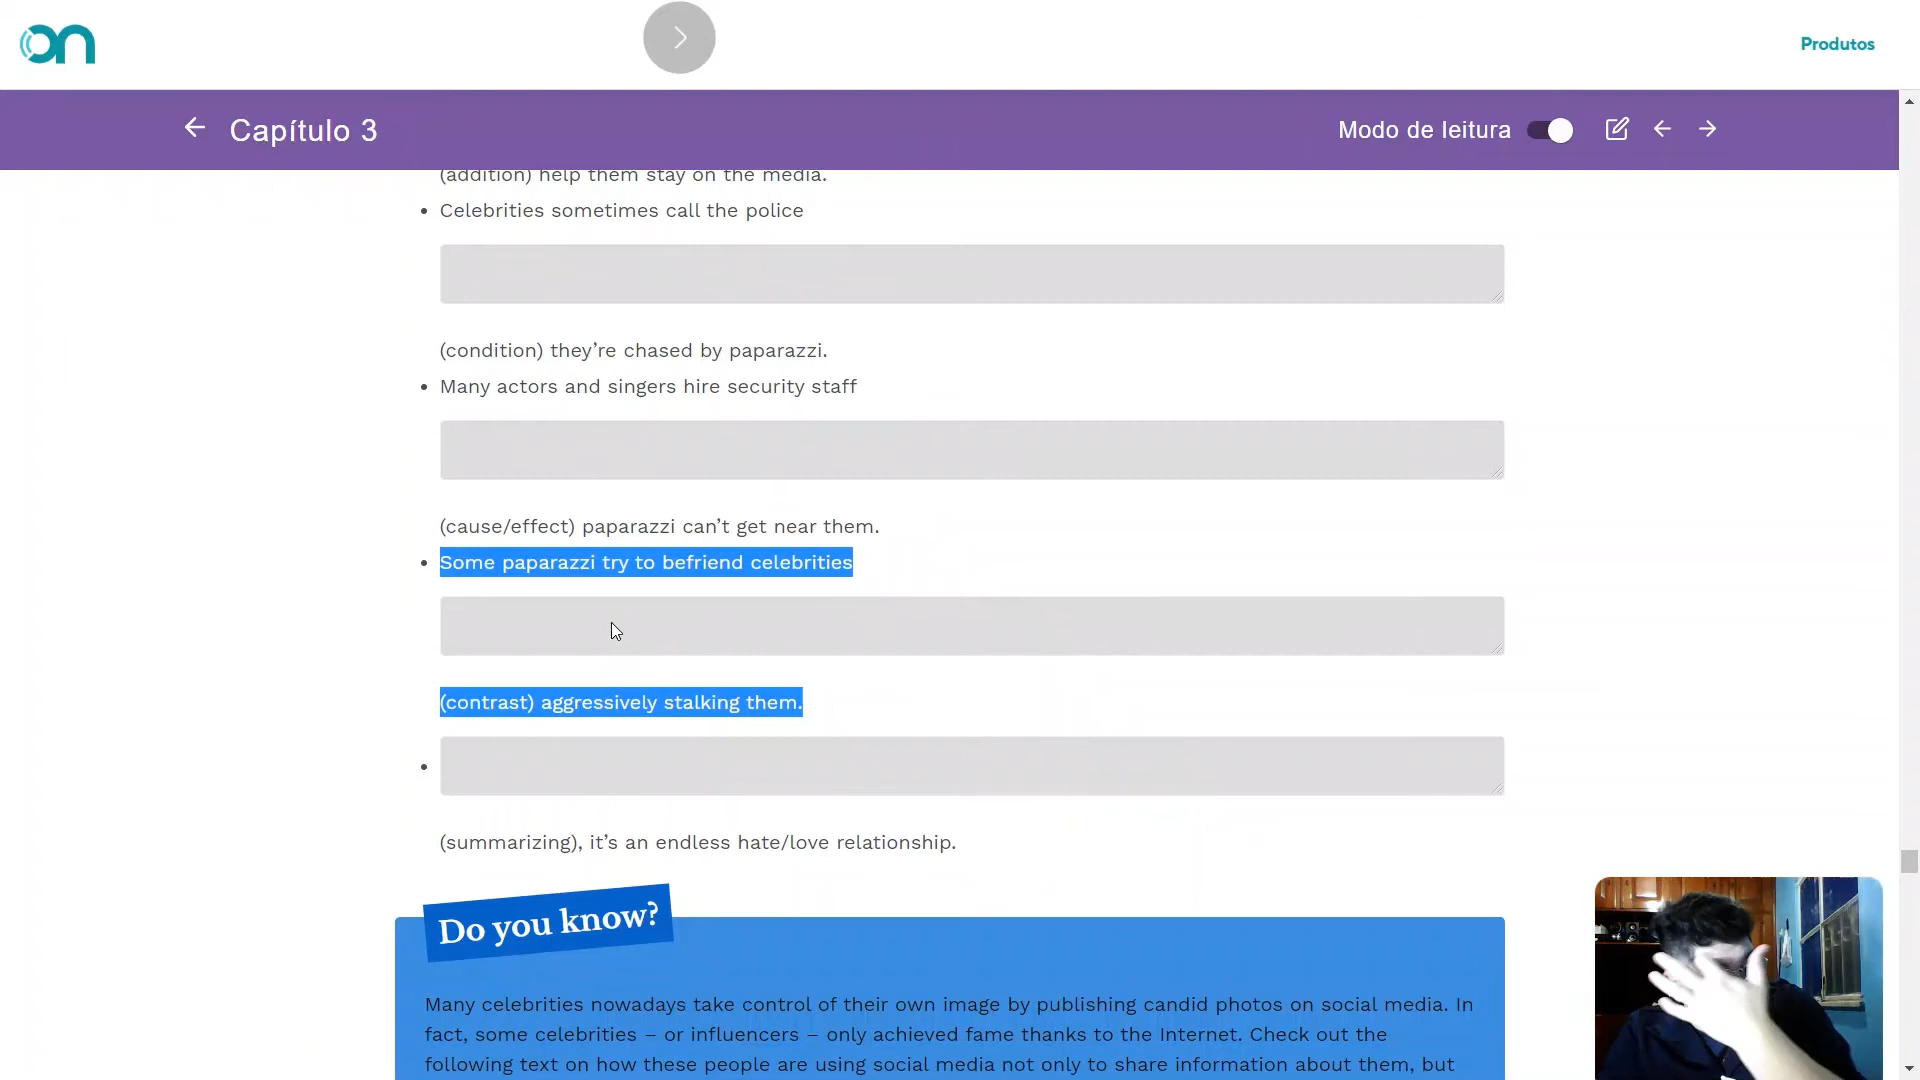 on
Produtos
Capítulo 3
Modo de leitura
(addition) help them stay on the media.
Celebrities sometimes call the police
(condition) they’re chased by paparazzi.
Many actors and singers hire security staff
(cause/effect) paparazzi can’t get near them.
Some paparazzi try to befriend celebrities
(contrast) aggressively stalking them.
(summarizing), it’s an endless hate/love relationship.
Do you know?
Many celebrities nowadays take control of their own image by publishing candid photos on social media. In
fact, some celebrities – or influencers – only achieved fame thanks to the Internet. Check out the
following text on how these people are using social media not only to share information about them, but